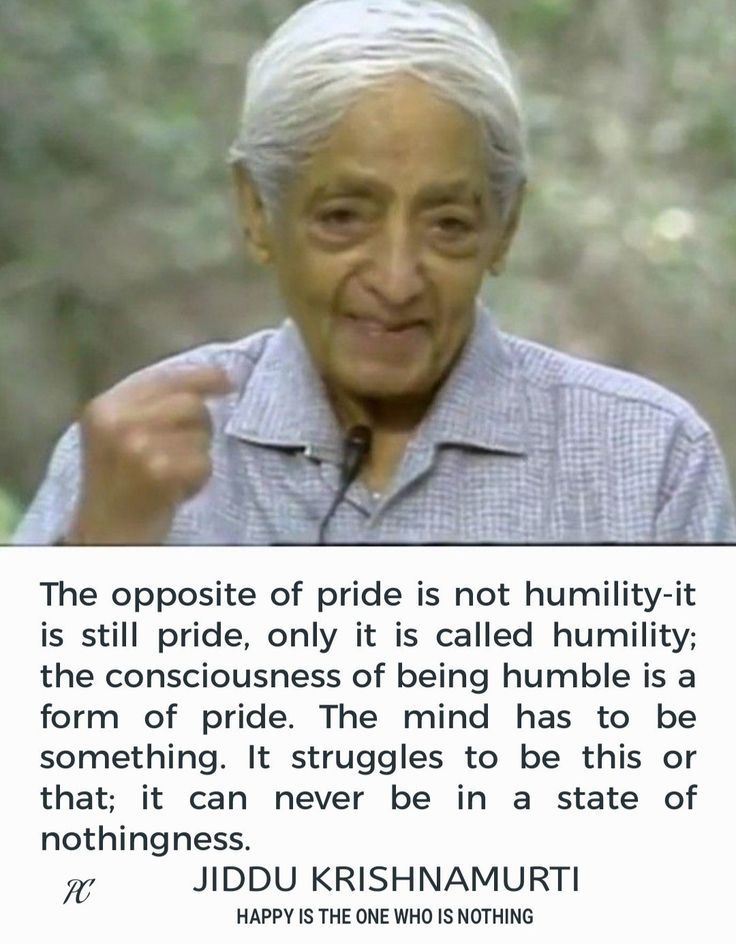 The opposite of pride is not humility-it
is still pride, only it is called humility;
the consciousness of being humble is a
form of pride. The mind has to be
something. It struggles to be this or
that; it can never be in a state of
nothingness.
JIDDU KRISHNAMURTI
PC
HAPPY IS THE ONE WHO IS NOTHING